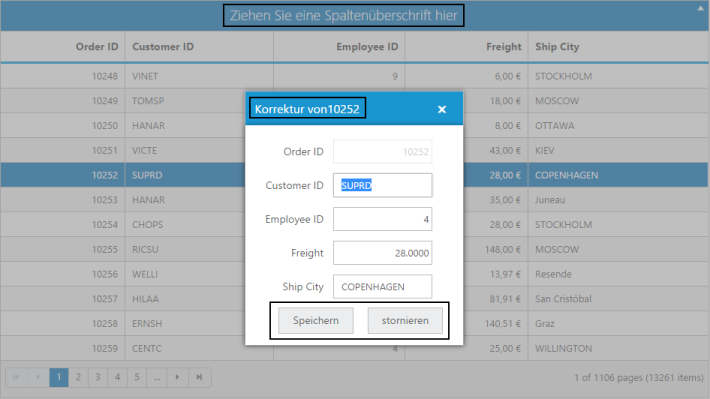 Ziehen Sie eine Spaltenüberschrift hier
Order ID Customer ID Employee ID Freight Ship City
10248 VINET 9 6,00 € STOCKHOLM
10249 TOMSP 18,00 € MOSCOW
10250 HANAR 8,00 € OTTAWA
10251 VICTE 43,00 € KIEV
10252 SUPRD 28,00 € COPENHAGEN
10253 HANAR 35,00 € Juneau
10254 CHOPS 28,00 € STOCKHOLM
10255 RICSU 148,00 € MOSCOW
10256 WELLI 13,97 € Resende
10257 HILAA 81,91 € San Cristóbal
10258 ERNSH 140,51 € Graz
10259 CENTC 4 25,00 € WILLINGTON
Korrektur von10252 ×
Order ID 10252
Customer ID SUPRD
Employee ID 4
Freight 28.0000
Ship City COPENHAGEN
Speichern stornieren
1 2 3 4 5 ... 1 of 1106 pages (13261 items)